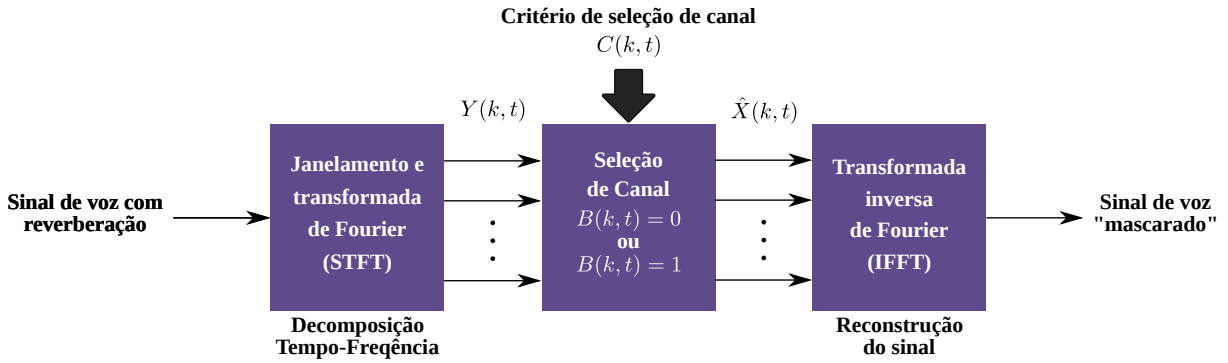 Critério de seleção de canal
C(k, t)
Y(k, t)
X̂(k, t)
Sinal de voz com
reverberação
Janelamento e
transformada
de Fourier
(STFT)
Seleção
de Canal
B(k, t) = 0
ou
B(k, t) = 1
Transformada
inversa
de Fourier
(IFFT)
Sinal de voz
"mascarado"
Decomposição
Tempo-Freqência
Reconstrução
do sinal